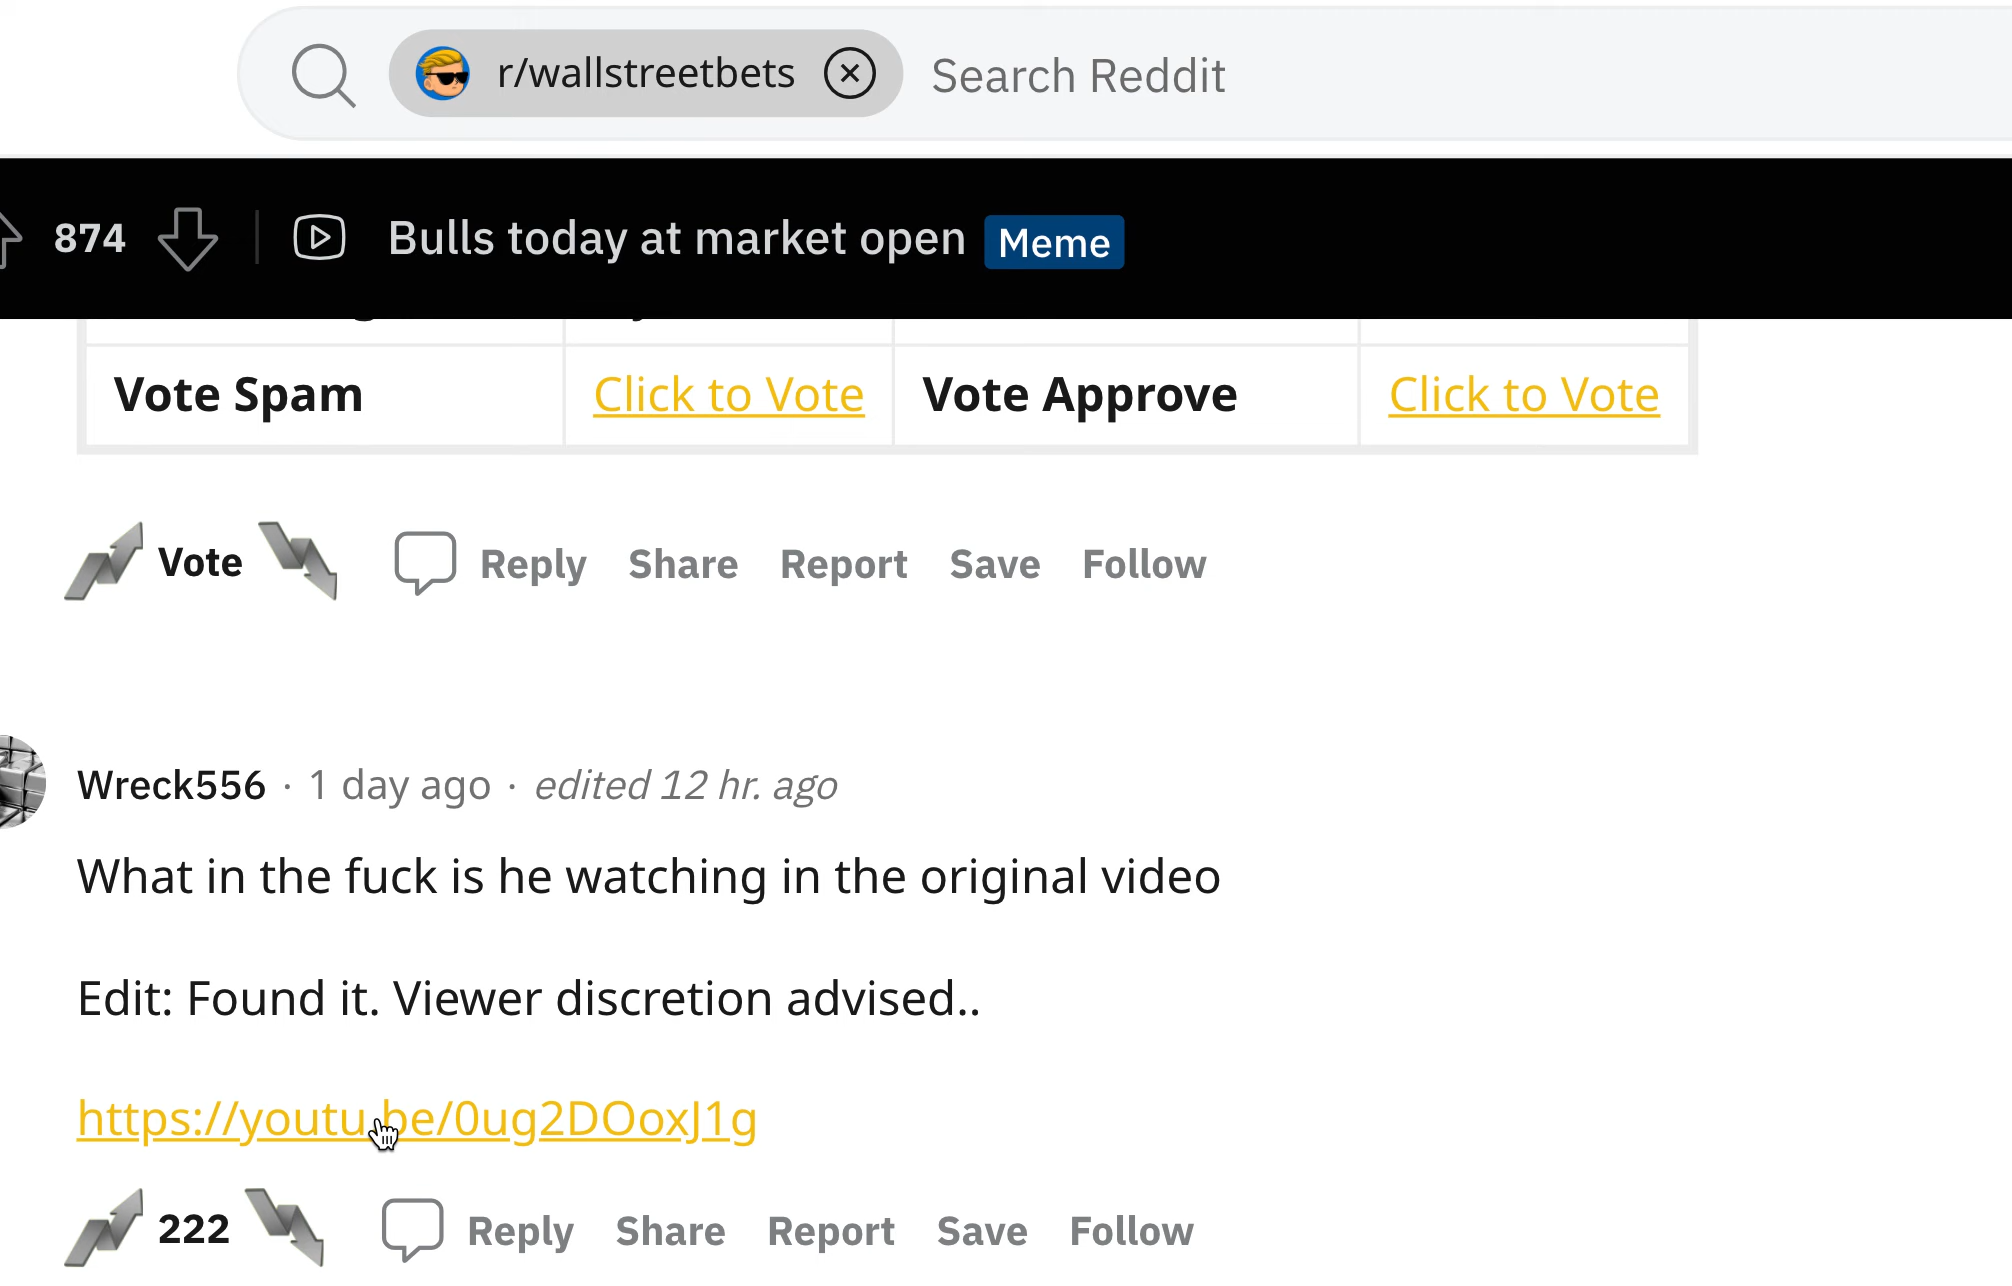 r/wallstreetbets Search Reddit
874 Bulls today at market open Meme
Vote Spam Click to Vote Vote Approve Click to Vote
Vote Reply Share Report Save Follow
Wreck556 · 1 day ago · edited 12 hr. ago
What in the fuck is he watching in the original video
Edit: Found it. Viewer discretion advised..
https://youtu.be/0ug2DOoxJ1g
222 Reply Share Report Save Follow